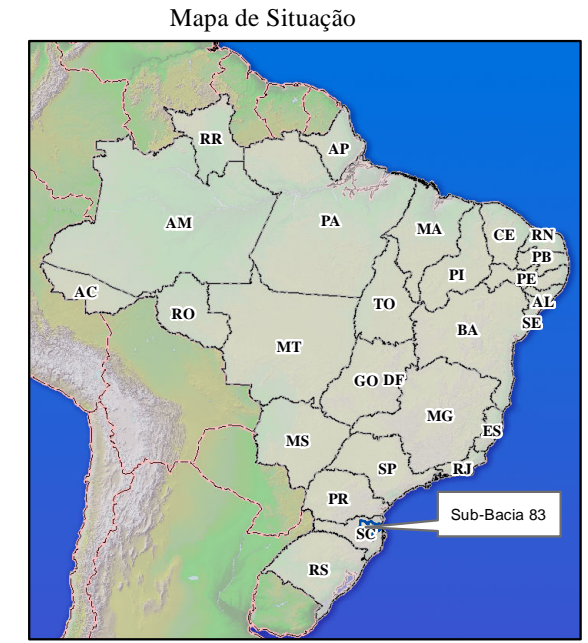 Mapa de Situação
RR
AP
AM
PA
MA
CE
RN
PB
PI
PE
AC
AL
TO
RO
SE
BA
MT
GO DF
MG
ES
MS
SP
RJ
PR
Sub-Bacia 83
SC
RS